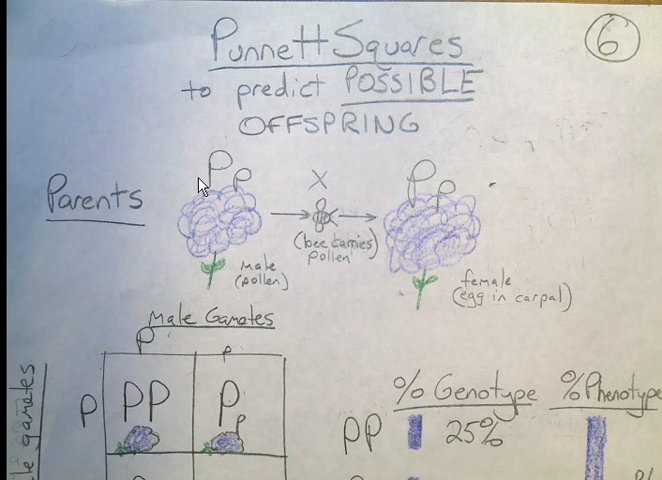 6
Punnett Squares
to predict POSSIBLE
OFFSPRING
Parents
Pp
X
Pp
(bee carries)
pollen
male
(pollen)
female
(egg in carpal)
Male Gametes
P
p
gametes
P
PP
Pp
% Genotype
% Phenotype
PP
25%